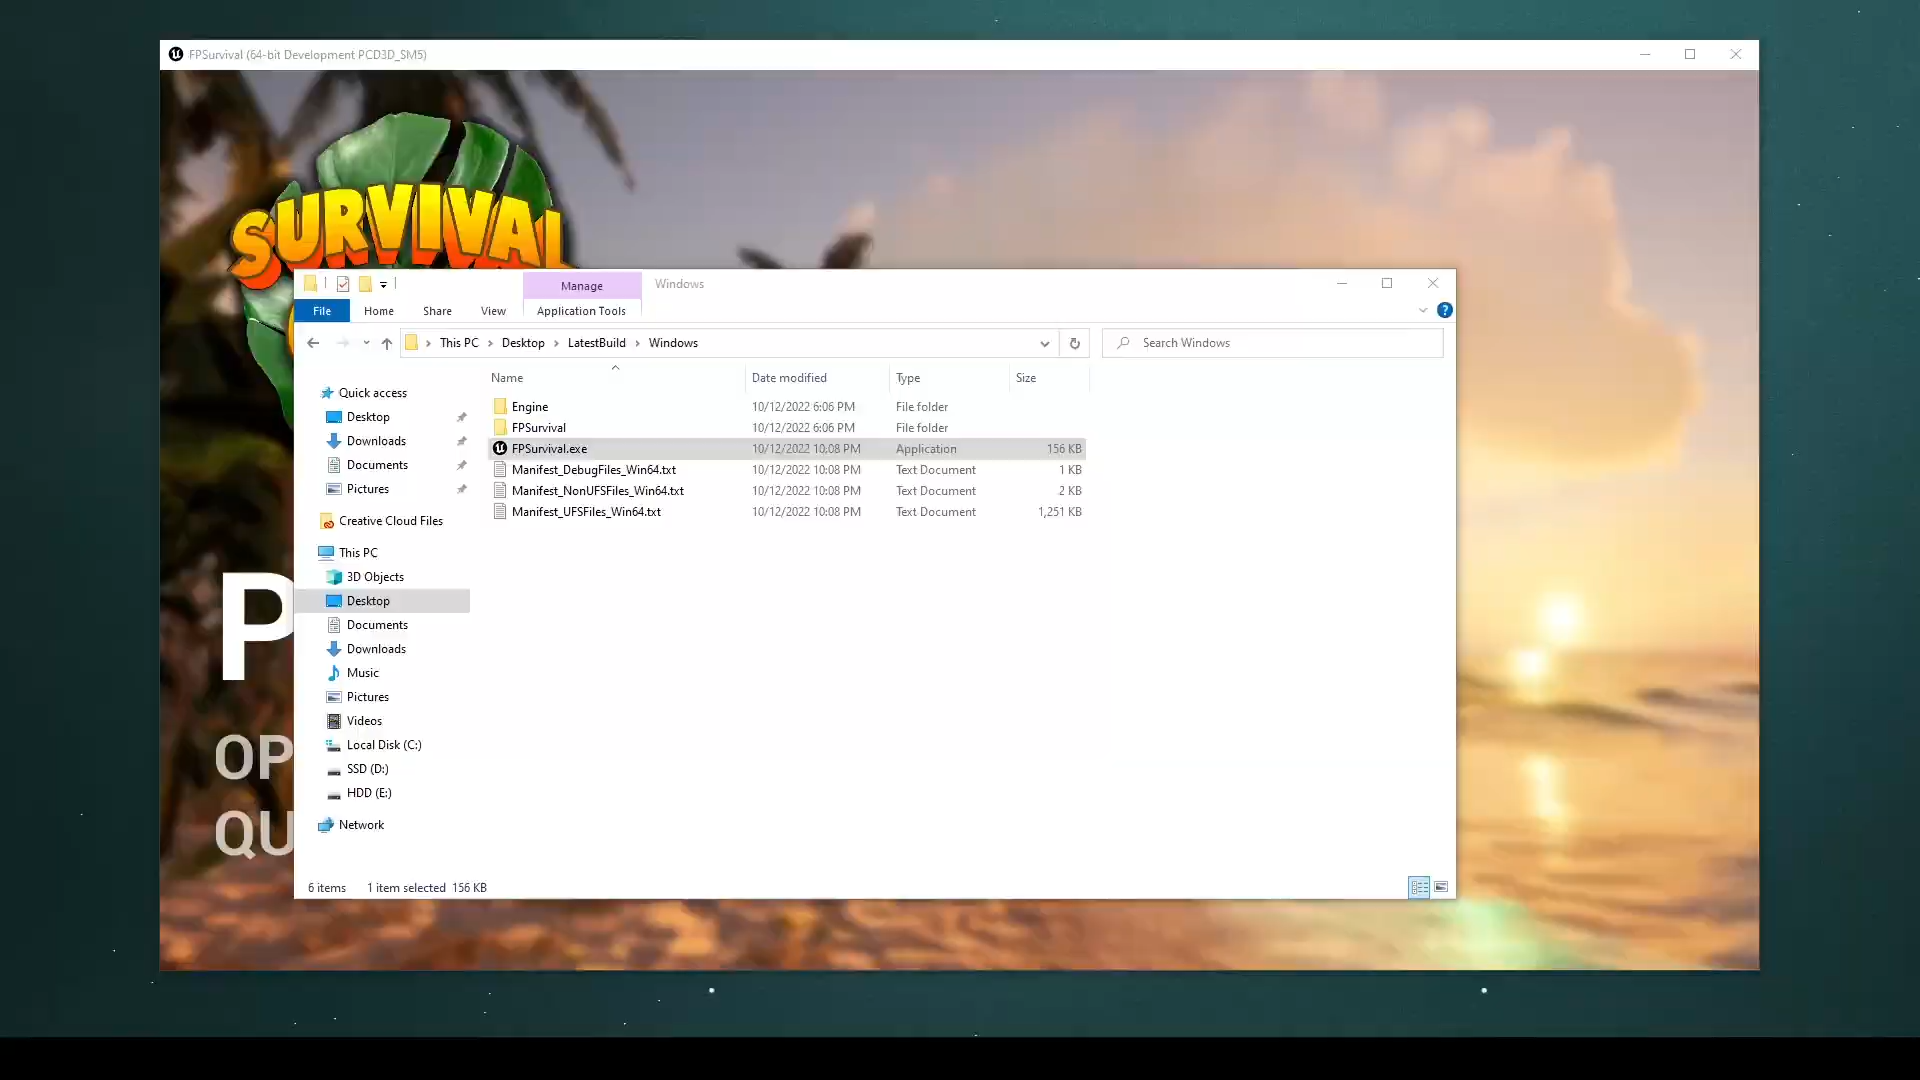 FPSurvival (64-bit Development PCD3D_SM5)
SURVIVAL
Manage
Windows
File
Home
Share
View
Application Tools
This PC
Desktop
LatestBuild
Windows
Search Windows
Name
Date modified
Type
Size
Quick access
Desktop
Downloads
Documents
Pictures
Creative Cloud Files
This PC
3D Objects
Desktop
Documents
Downloads
Music
Pictures
Videos
Local Disk (C:)
SSD (D:)
HDD (E:)
Network
Engine 10/12/2022 6:06 PM File folder
FPSurvival 10/12/2022 6:06 PM File folder
FPSurvival.exe 10/12/2022 10:08 PM Application 156 KB
Manifest_DebugFiles_Win64.txt 10/12/2022 10:08 PM Text Document 1 KB
Manifest_NonUFSFiles_Win64.txt 10/12/2022 10:08 PM Text Document 2 KB
Manifest_UFSFiles_Win64.txt 10/12/2022 10:08 PM Text Document 1,251 KB
P
OP
QU
6 items 1 item selected 156 KB